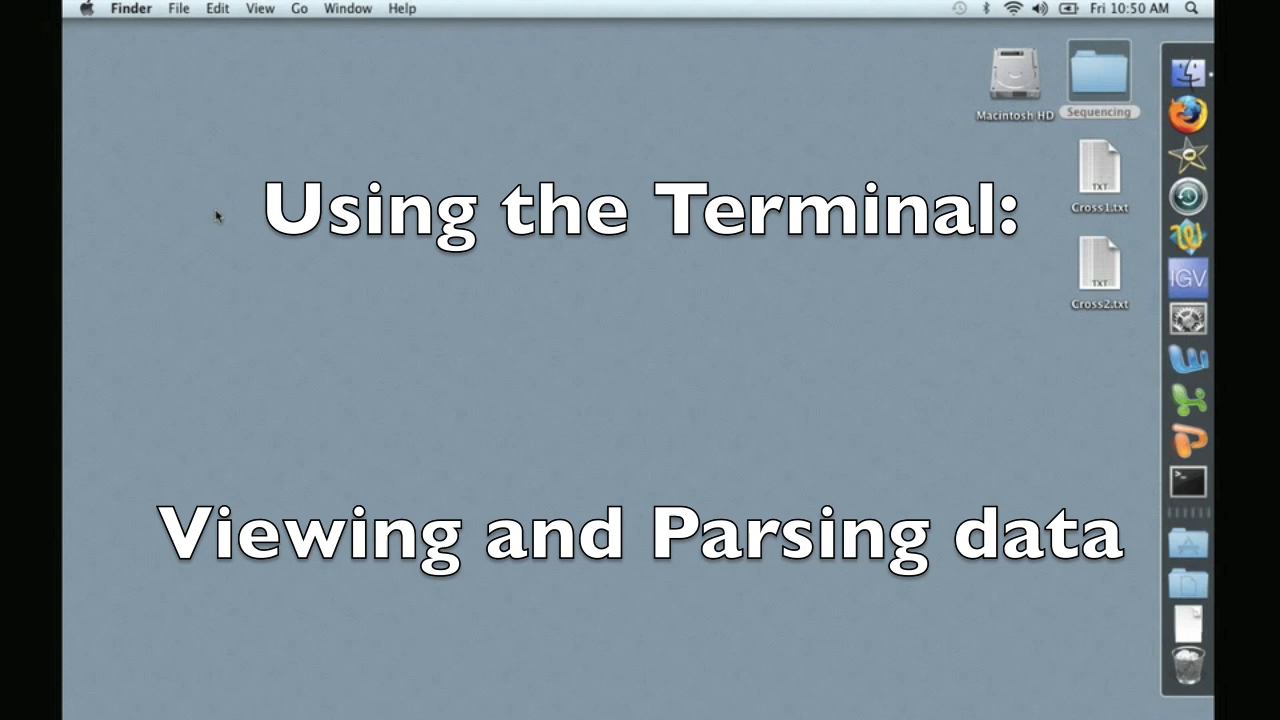 Finder File Edit View Go Window Help Fri 10:50 AM
Macintosh HD
Sequencing
TXT
Cross1.txt
Using the Terminal:
IGV
TXT
Cross2.txt
>_
Viewing and Parsing data